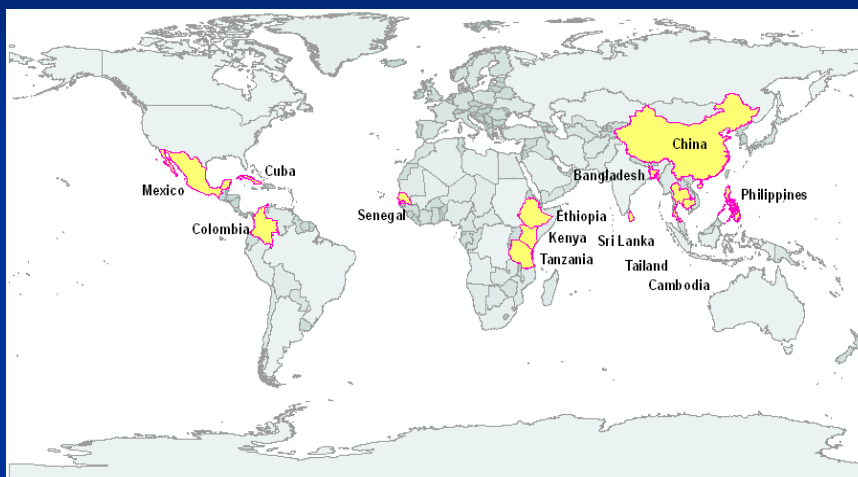 China
Cuba
Bangladesh
Mexico
Philippines
Senegal
Ethiopia
Colombia
Kenya
Sri Lanka
Tanzania
Tailand
Cambodia